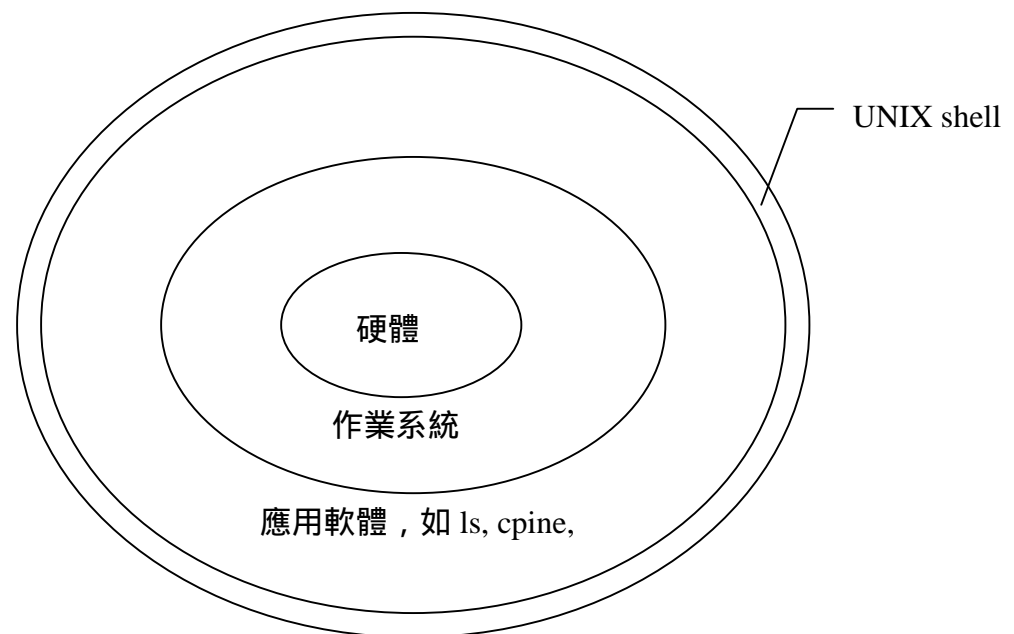 UNIX shell
硬體
作業系統
應用軟體，如 ls, cpine,